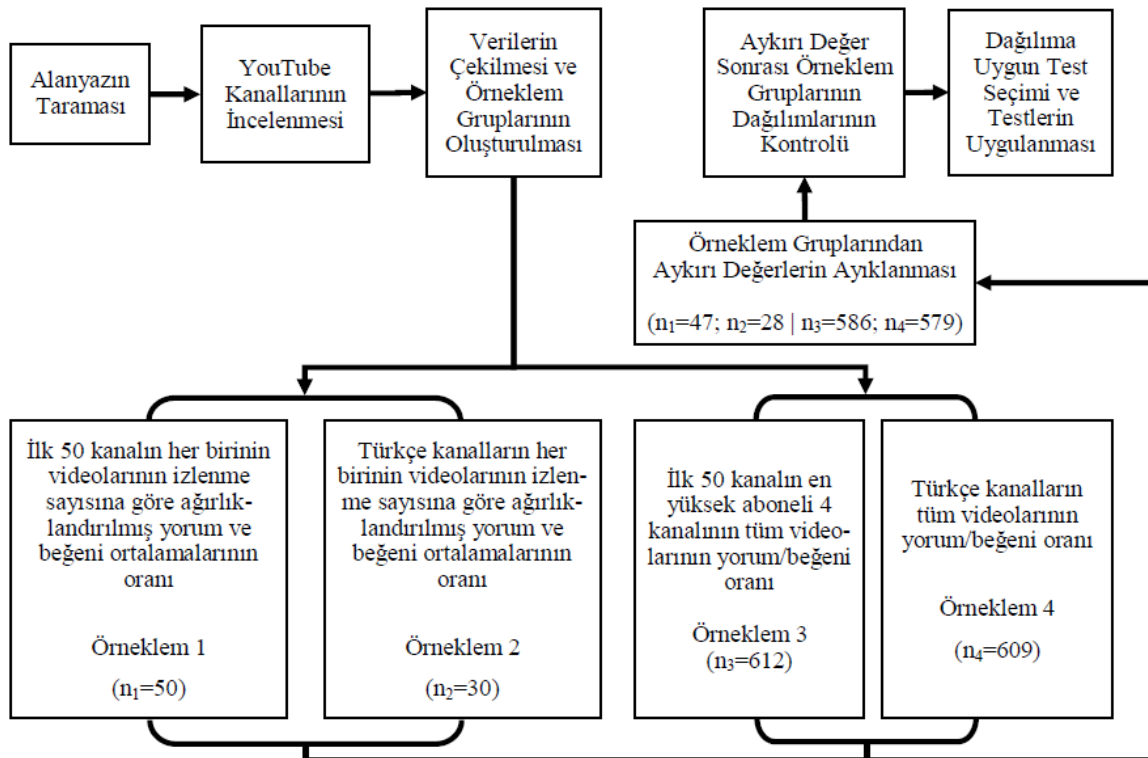 Alanyazın
Taraması
YouTube
Kanallarının
İncelenmesi
Verilerin
Çekilmesi ve
Örneklem
Gruplarının
Oluşturulması
Aykırı Değer
Sonrası Örneklem
Gruplarının
Dağılımlarının
Kontrolü
Dağılıma
Uygun Test
Seçimi ve
Testlerin
Uygulanması
Örneklem Gruplarından
Aykırı Değerlerin Ayıklanması
(n₁=47; n₂=28 | n₃=586; n₄=579)
İlk 50 kanalın her birinin
videolarının izlenme
sayısına göre ağırlık-
landırılmış yorum ve
beğeni ortalamalarının
oranı
Örneklem 1
(n₁=50)
Türkçe kanalların her
birinin videolarının izlen-
me sayısına göre ağırlık-
landırılmış yorum ve
beğeni ortalamalarının
oranı
Örneklem 2
(n₂=30)
İlk 50 kanalın en
yüksek aboneli 4
kanalının tüm video-
larının yorum/beğeni
oranı
Örneklem 3
(n₃=612)
Türkçe kanalların
tüm videolarının
yorum/beğeni oranı
Örneklem 4
(n₄=609)